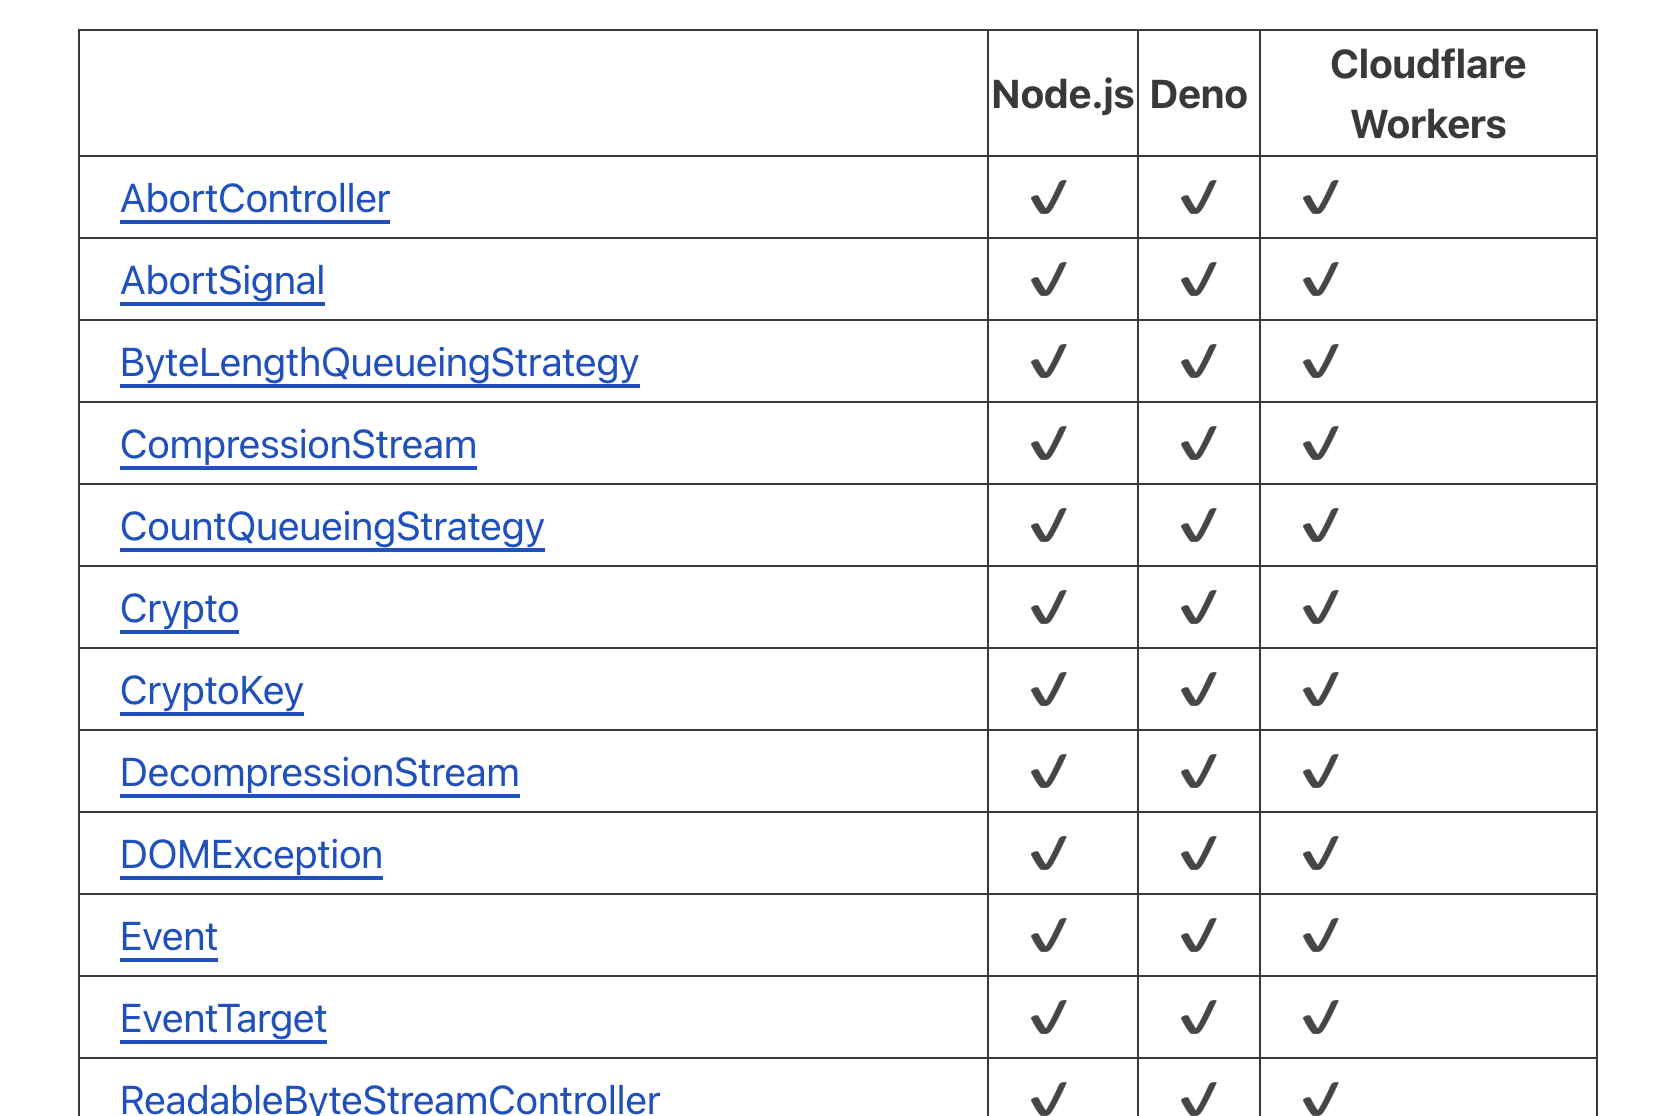 Node.js Deno Cloudflare
Workers
AbortController ✔ ✔ ✔
AbortSignal ✔ ✔ ✔
ByteLengthQueueingStrategy ✔ ✔ ✔
CompressionStream ✔ ✔ ✔
CountQueueingStrategy ✔ ✔ ✔
Crypto ✔ ✔ ✔
CryptoKey ✔ ✔ ✔
DecompressionStream ✔ ✔ ✔
DOMException ✔ ✔ ✔
Event ✔ ✔ ✔
EventTarget ✔ ✔ ✔
ReadableByteStreamController ✔ ✔ ✔